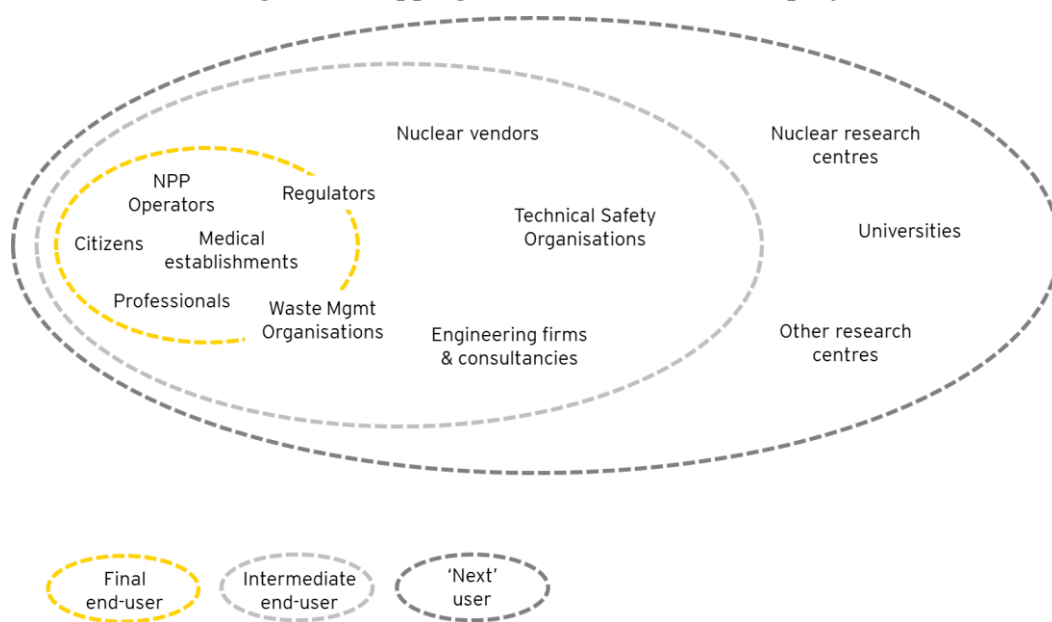 Nuclear vendors
Nuclear research
centres
NPP
Operators
Regulators
Technical Safety
Organisations
Universities
Citizens
Medical
establishments
Professionals
Waste Mgmt
Organisations
Engineering firms
& consultancies
Other research
centres
Final
end-user
Intermediate
end-user
‘Next’
user